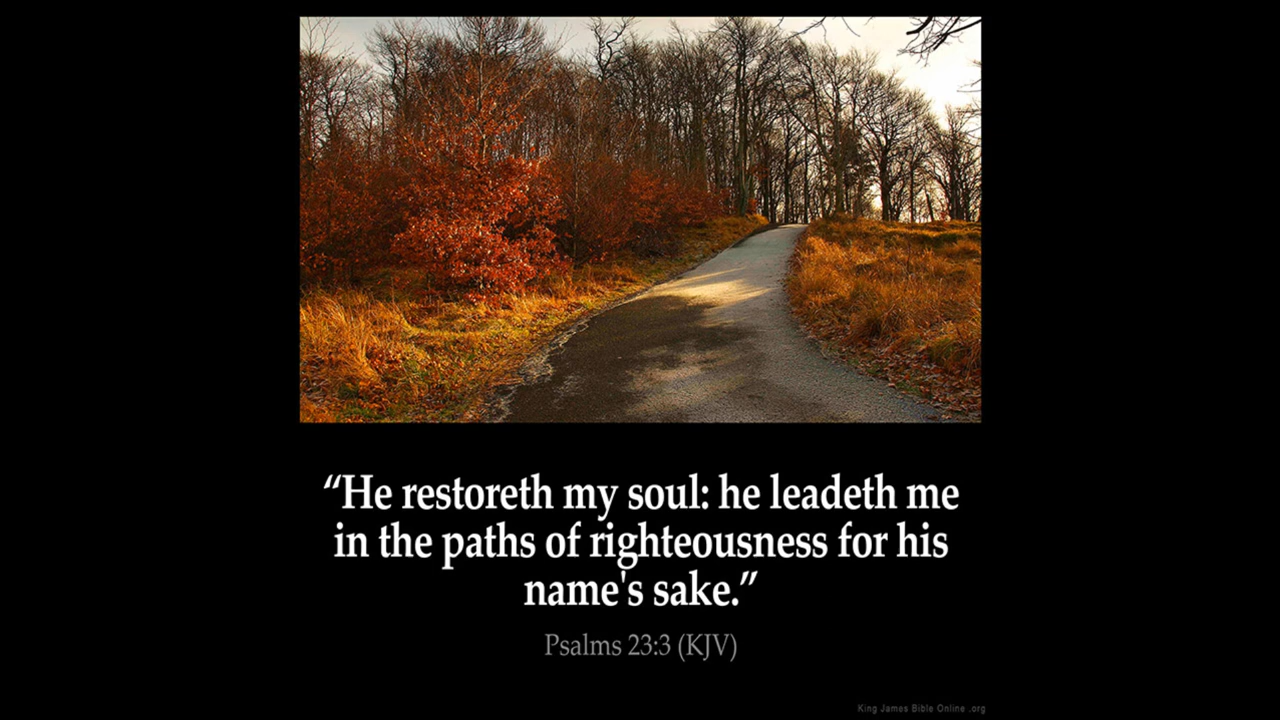 “He restoreth my soul: he leadeth me
in the paths of righteousness for his
name's sake.”
Psalms 23:3 (KJV)
King James Bible Online .org